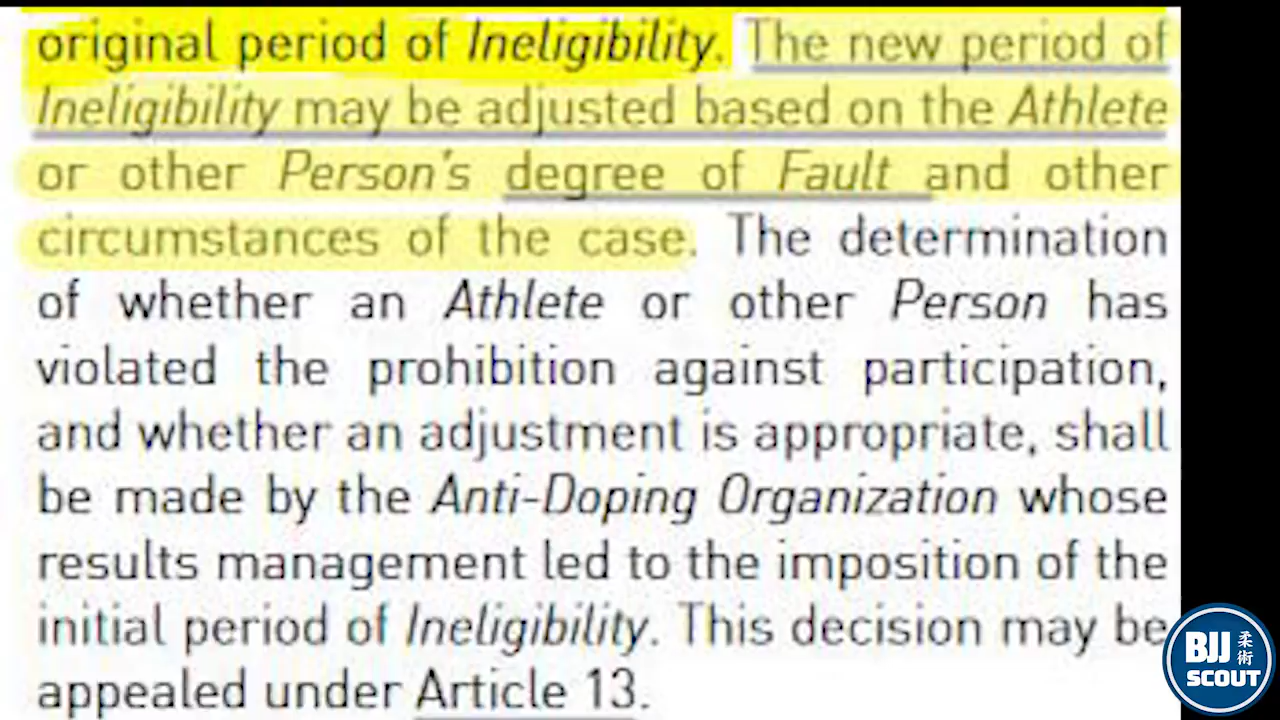 original period of Ineligibility. The new period of
Ineligibility may be adjusted based on the Athlete
or other Person's degree of Fault and other
circumstances of the case. The determination
of whether an Athlete or other Person has
violated the prohibition against participation,
and whether an adjustment is appropriate, shall
be made by the Anti-Doping Organization whose
results management led to the imposition of the
initial period of Ineligibility. This decision may be
appealed under Article 13.
BJJ 柔術
SCOUT